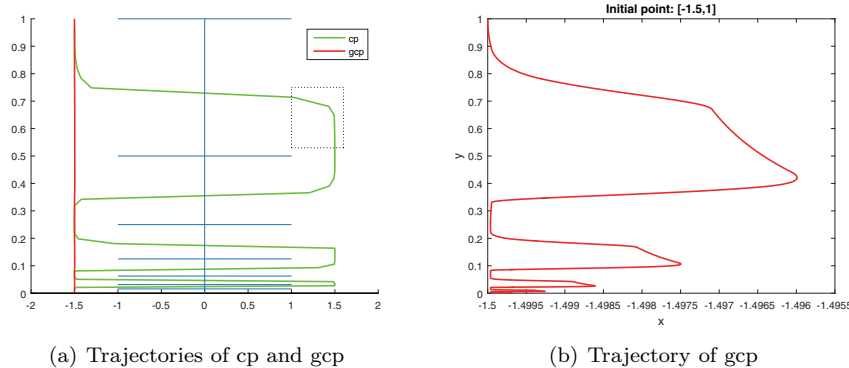 Initial point: [-1.5,1]
cp
gcp
1
0.9
0.8
0.7
0.6
0.5
0.4
0.3
0.2
0.1
0
-2 -1.5 -1 -0.5 0 0.5 1 1.5 2
1
0.9
0.8
0.7
0.6
0.5
0.4
0.3
0.2
0.1
0
y
-1.5 -1.4995 -1.499 -1.4985 -1.498 -1.4975 -1.497 -1.4965 -1.496 -1.4955
x
(a) Trajectories of cp and gcp
(b) Trajectory of gcp